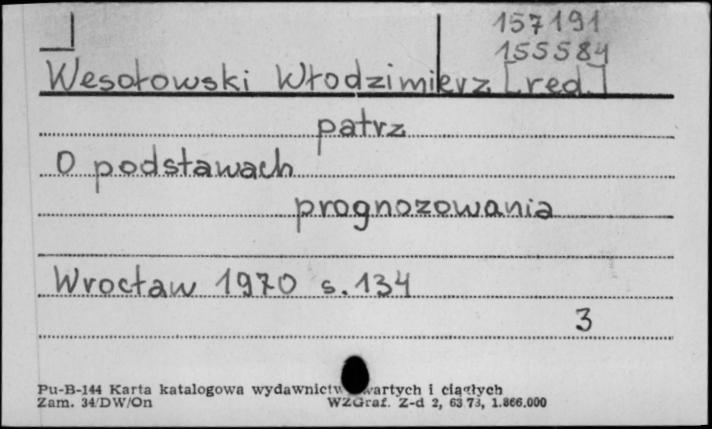 157191
155584
Wesołowski Włodzimierz [red.]
patrz
O podstawach
prognozowania
Wrocław 1970 s. 134
3
Pu-B-144 Karta katalogowa wydawnictw zwartych i ciągłych
Zam. 34/DW/On WZGraf. Z-d 2, 63 73, 1.866.000